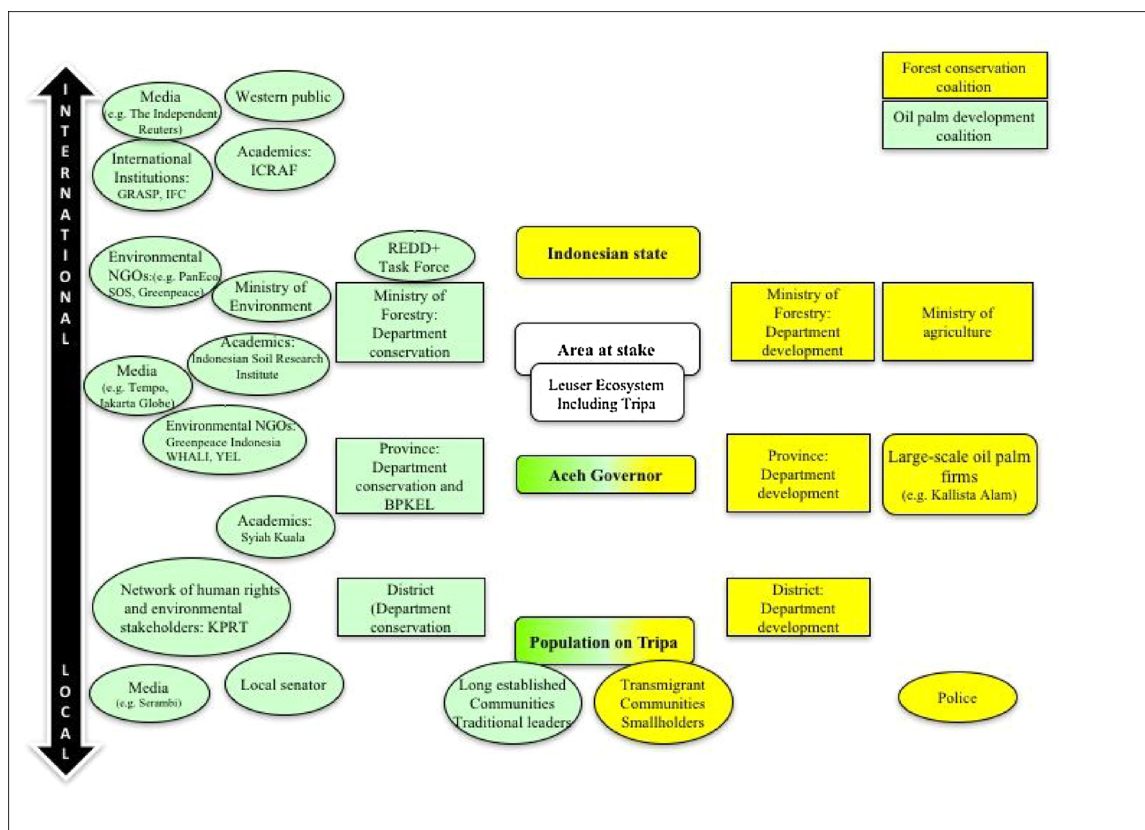 INTERNATIONAL
LOCAL
Media
(e.g. The Independent,
Reuters)
Western public
International
Institutions:
GRASP, IFC
Academics:
ICRAF
Forest conservation
coalition
Oil palm development
coalition
Environmental
NGOs:(e.g. PanEco,
SOS, Greenpeace)
REDD+
Task Force
Indonesian state
Ministry of
Environment
Ministry of
Forestry:
Department
conservation
Area at stake
Leuser Ecosystem
Including Tripa
Ministry of
Forestry:
Department
development
Ministry of
agriculture
Academics:
Indonesian Soil Research
Institute
Media
(e.g. Tempo,
Jakarta Globe)
Environmental NGOs:
Greenpeace Indonesia
WHALI, YEL
Province:
Department
conservation and
BPKEL
Aceh Governor
Province:
Department
development
Large-scale oil palm
firms
(e.g. Kallista Alam)
Academics:
Syiah Kuala
Network of human rights
and environmental
stakeholders: KPRT
District
(Department
conservation
Population on Tripa
District:
Department
development
Media
(e.g. Serambi)
Local senator
Long established
Communities
Traditional leaders
Transmigrant
Communities
Smallholders
Police